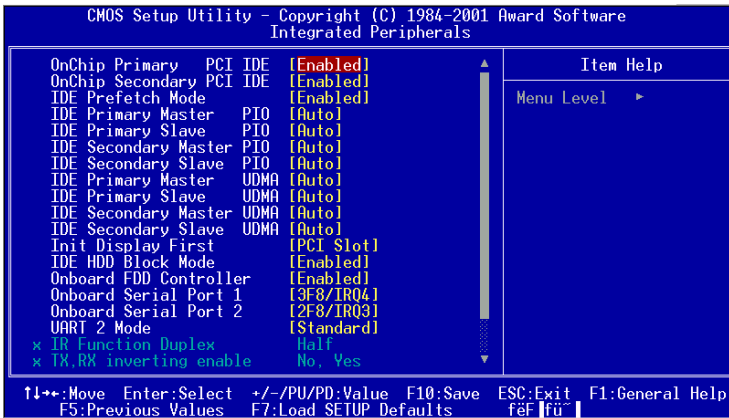 CMOS Setup Utility - Copyright (C) 1984-2001 Award Software
Integrated Peripherals
OnChip Primary PCI IDE [Enabled]
OnChip Secondary PCI IDE [Enabled]
IDE Prefetch Mode [Enabled]
IDE Primary Master PIO [Auto]
IDE Primary Slave PIO [Auto]
IDE Secondary Master PIO [Auto]
IDE Secondary Slave PIO [Auto]
IDE Primary Master UDMA [Auto]
IDE Primary Slave UDMA [Auto]
IDE Secondary Master UDMA [Auto]
IDE Secondary Slave UDMA [Auto]
Init Display First [PCI Slot]
IDE HDD Block Mode [Enabled]
Onboard FDD Controller [Enabled]
Onboard Serial Port 1 [3F8/IRQ4]
Onboard Serial Port 2 [2F8/IRQ3]
UART 2 Mode [Standard]
x IR Function Duplex Half
x TX,RX inverting enable No, Yes
Item Help
Menu Level ►
↑↓→←:Move Enter:Select +/-/PU/PD:Value F10:Save ESC:Exit F1:General Help
F5:Previous Values F7:Load SETUP Defaults